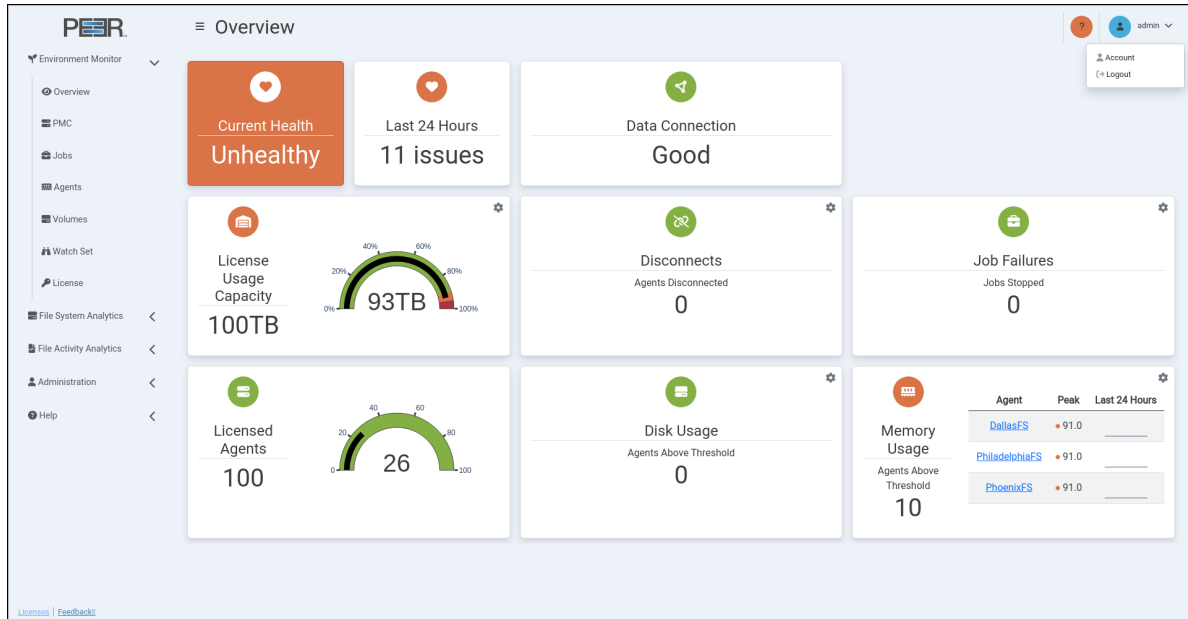 PEER
Overview
?
admin
Account
Logout
Environment Monitor
Overview
PMC
Jobs
Agents
Volumes
Watch Set
License
File System Analytics
File Activity Analytics
Administration
Help
Current Health
Unhealthy
Last 24 Hours
11 issues
Data Connection
Good
License
Usage
Capacity
100TB
0%
20%
40%
60%
80%
100%
93TB
Disconnects
Agents Disconnected
0
Job Failures
Jobs Stopped
0
Licensed
Agents
100
0
20
40
60
80
100
26
Disk Usage
Agents Above Threshold
0
Memory
Usage
Agents Above
Threshold
10
Agent Peak Last 24 Hours
DallasFS 91.0
PhiladelphiaFS 91.0
PhoenixFS 91.0
Licenses | Feedback